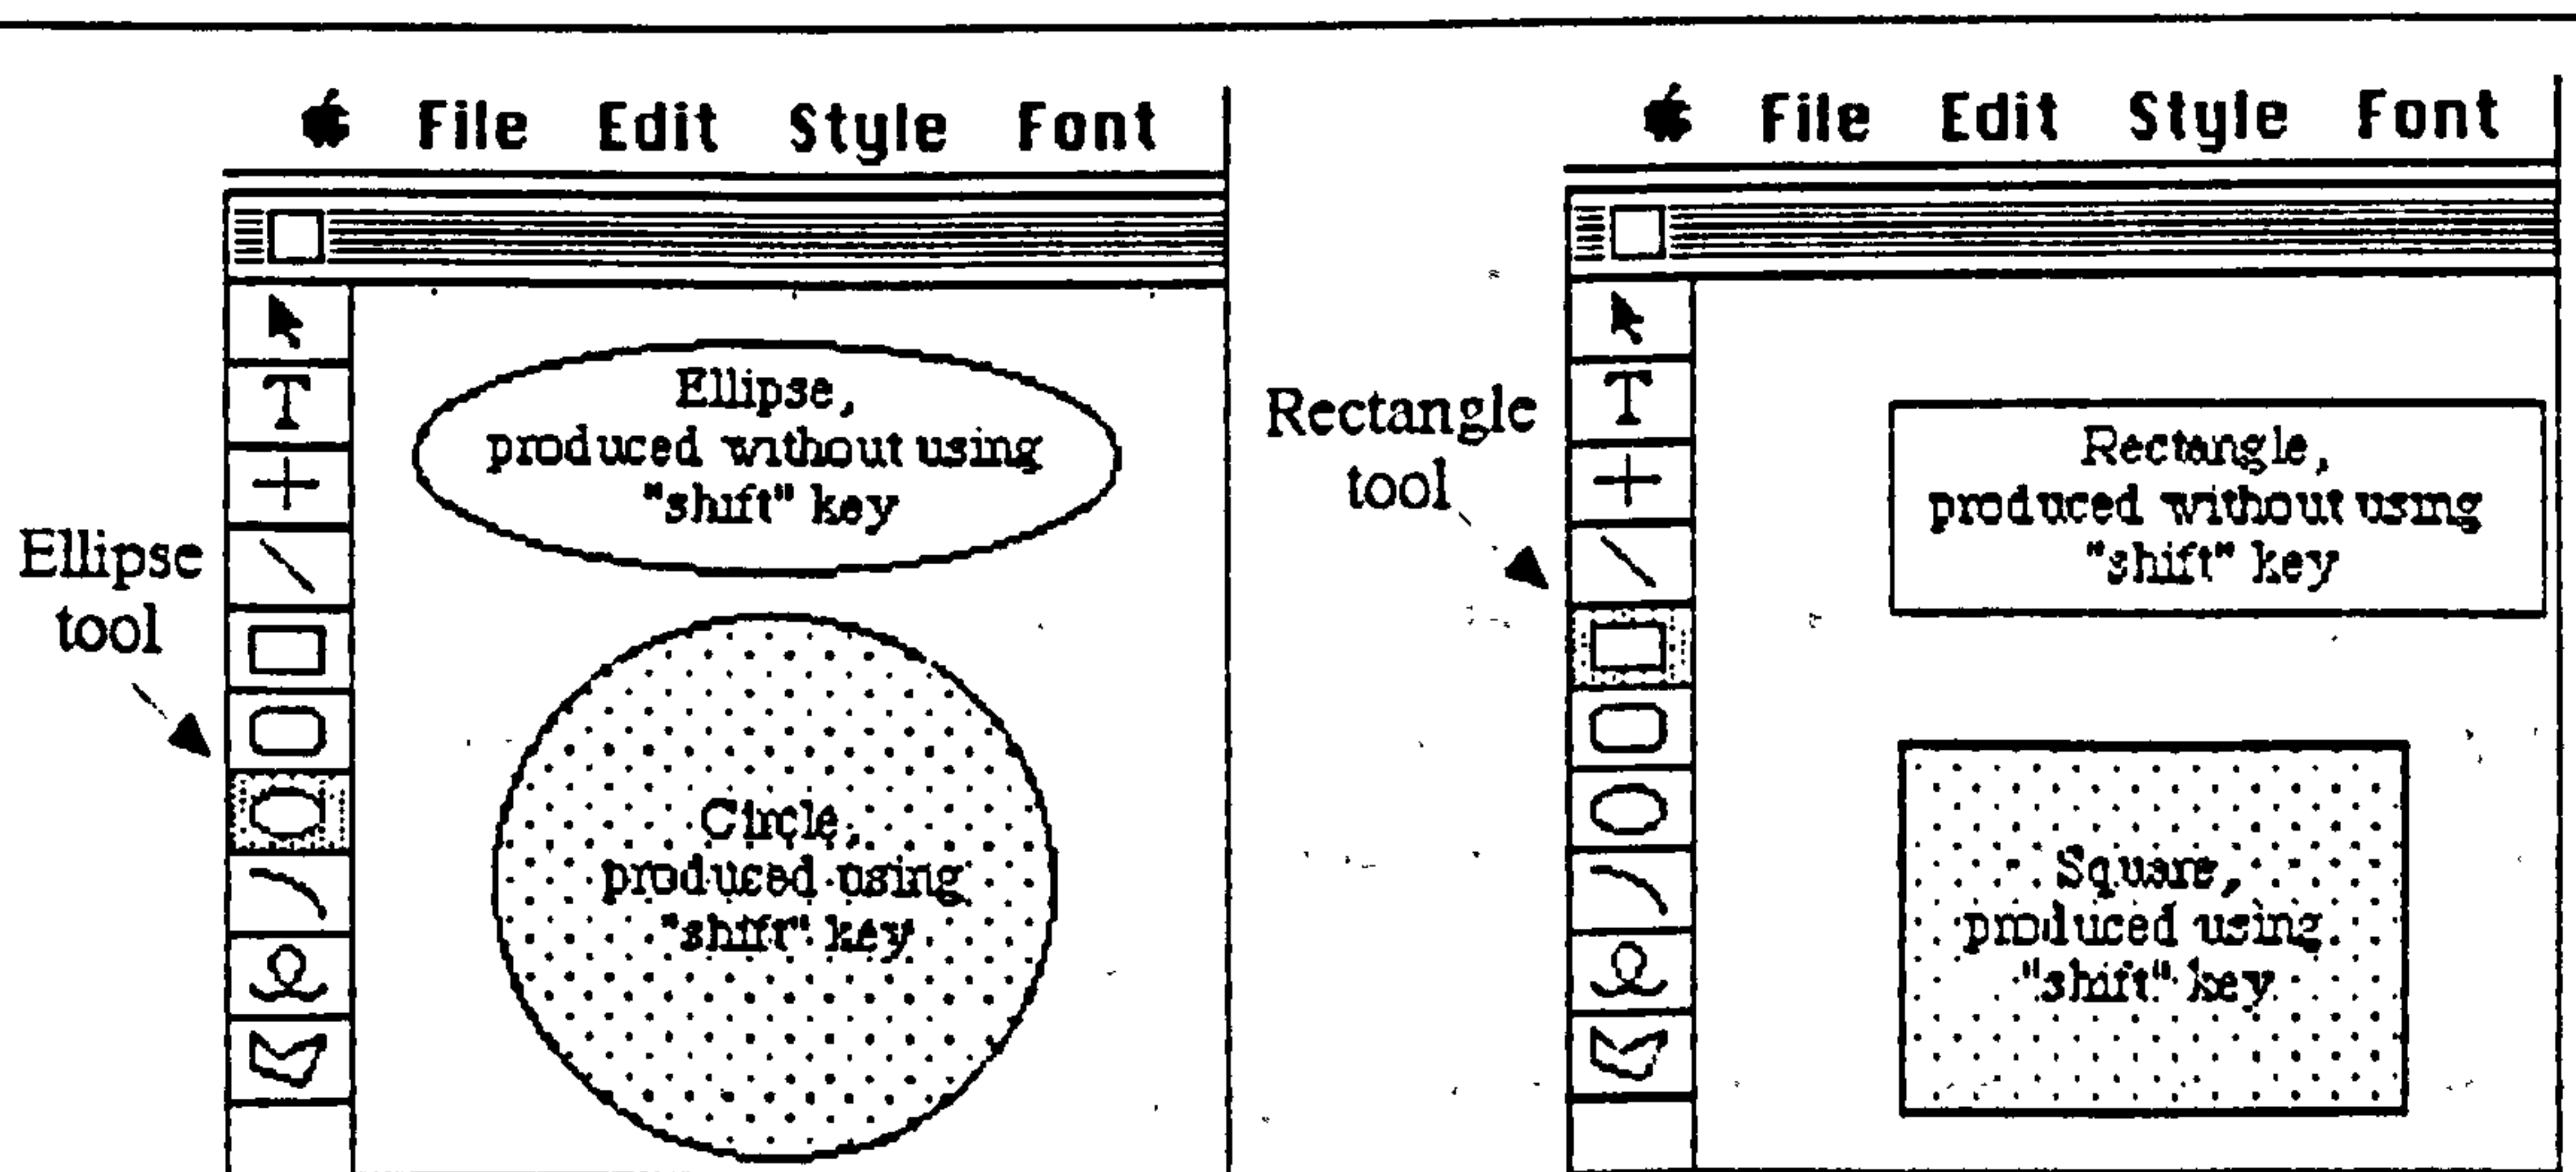 File Edit Style Font
Ellipse
tool
T
Ellipse,
produced without using
"shift" key
Circle,
produced using
"shift" key
File Edit Style Font
Rectangle
tool
T
Rectangle,
produced without using
"shift" key
Square,
produced using
"shift" key